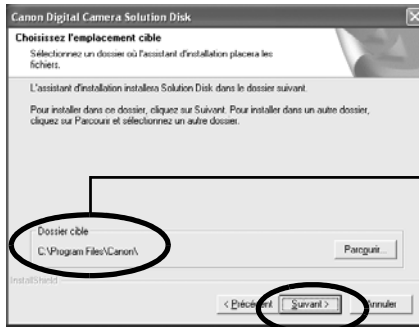 Canon Digital Camera Solution Disk
Choisissez l'emplacement cible
Sélectionnez un dossier où l'assistant d'installation placera les
fichiers.
L'assistant d'installation installera Solution Disk dans le dossier suivant.
Pour installer dans ce dossier, cliquez sur Suivant. Pour installer dans un autre dossier,
cliquez sur Parcourir et sélectionnez un autre dossier.
Dossier cible
C:\Program Files\Canon\
Parcourir...
InstallShield
< Précédent
Suivant >
Annuler